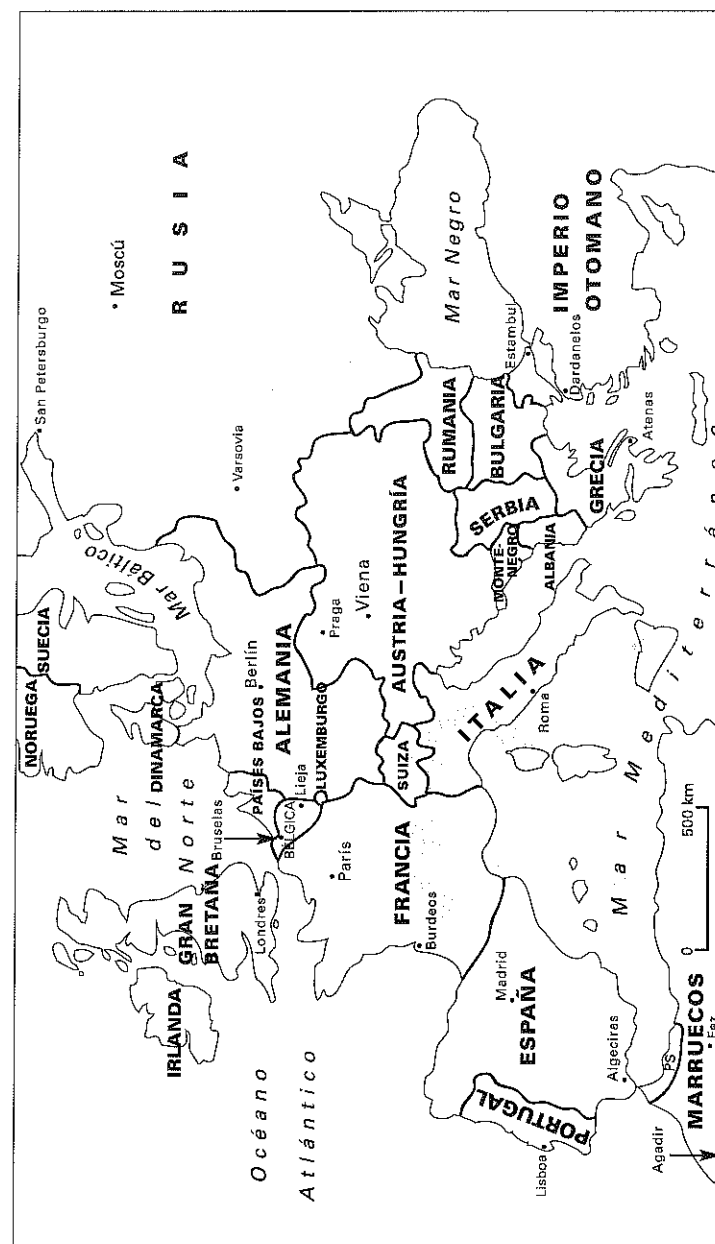 NORUEGA
SUECIA
San Petersburgo
Moscú
RUSIA
Mar Báltico
Mar
del
Norte
DINAMARCA
IRLANDA
GRAN
BRETAÑA
Londres
Bruselas
PAÍSES BAJOS
Berlín
Varsovia
ALEMANIA
BÉLGICA
Lieja
LUXEMBURGO
Praga
Viena
Océano
Atlántico
París
FRANCIA
SUIZA
AUSTRIA–HUNGRÍA
Burdeos
RUMANIA
Mar Negro
SERBIA
BULGARIA
MONTE-
NEGRO
ALBANIA
ITALIA
Roma
Estambul
IMPERIO
OTOMANO
Dardanelos
GRECIA
Atenas
PORTUGAL
Lisboa
Madrid
ESPAÑA
Algeciras
Mar Mediterráneo
PS
MARRUECOS
Fez
Agadir
0 500 km